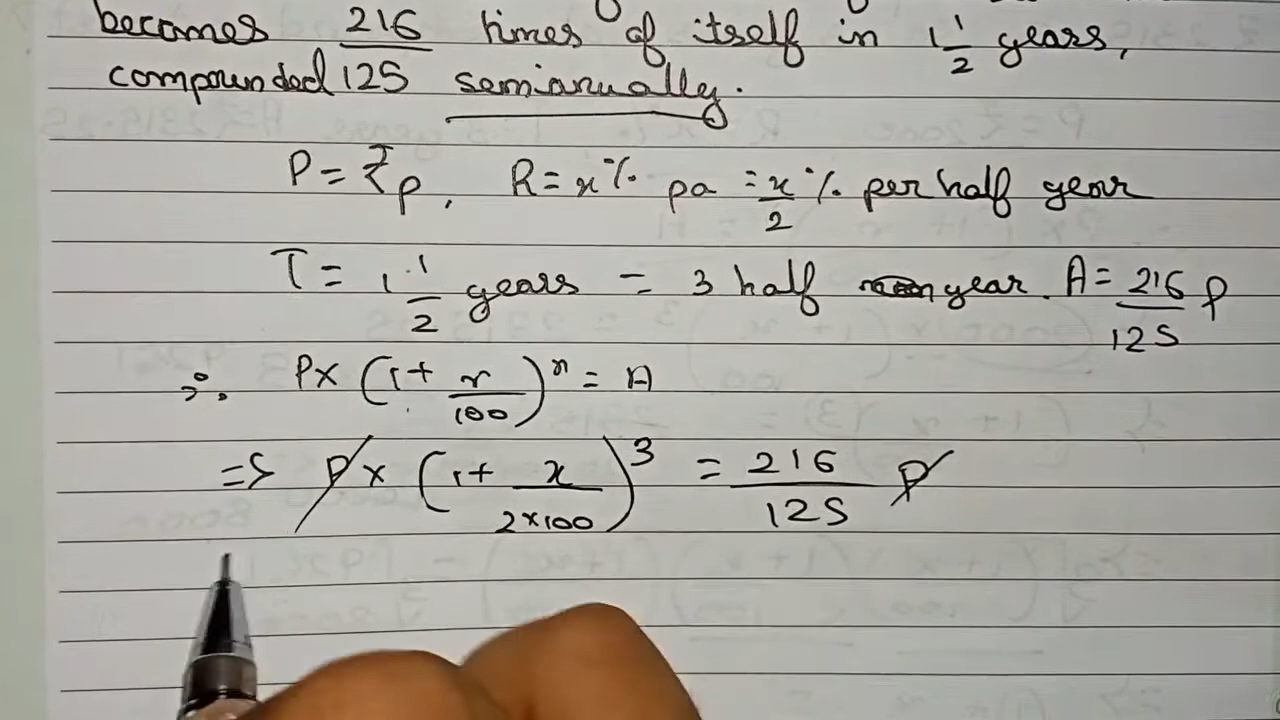 becomes 216/125 times of itself in 1 1/2 years,
compounded semianually.
P = ₹p, R = x% pa = x/2 % per half year
T = 1 1/2 years = 3 half year. A = 216/125 p
∴ P × (1 + r/100)^n = A
=> p × (1 + x/(2×100))^3 = 216/125 p